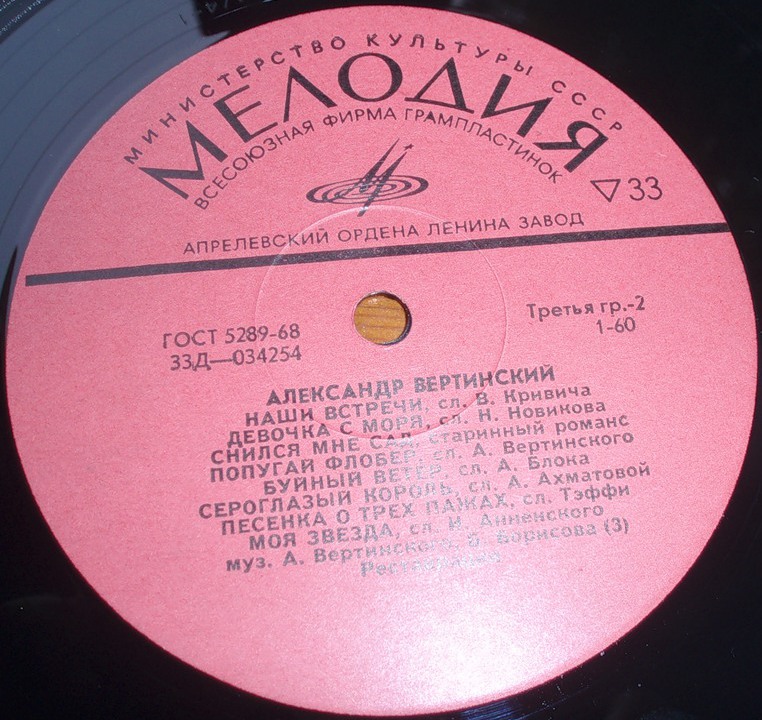 МИНИСТЕРСТВО КУЛЬТУРЫ СССР
МЕЛОДИЯ
ВСЕСОЮЗНАЯ ФИРМА ГРАМПЛАСТИНОК
▽33
АПРЕЛЕВСКИЙ ОРДЕНА ЛЕНИНА ЗАВОД
ГОСТ 5289-68
33Д—034254
Третья гр.-2
1-60
АЛЕКСАНДР ВЕРТИНСКИЙ
НАШИ ВСТРЕЧИ, сл. В. Кривича
ДЕВОЧКА С МОРЯ, сл. Н. Новикова
СНИЛСЯ МНЕ САД, старинный романс
ПОПУГАЙ ФЛОБЕР, сл. А. Вертинского
БУЙНЫЙ ВЕТЕР, сл. А. Блока
СЕРОГЛАЗЫЙ КОРОЛЬ, сл. А. Ахматовой
ПЕСЕНКА О ТРЕХ ПАЖАХ, сл. Тэффи
МОЯ ЗВЕЗДА, сл. И. Анненского
муз. А. Вертинского, Б. Борисова (3)
Реставрация